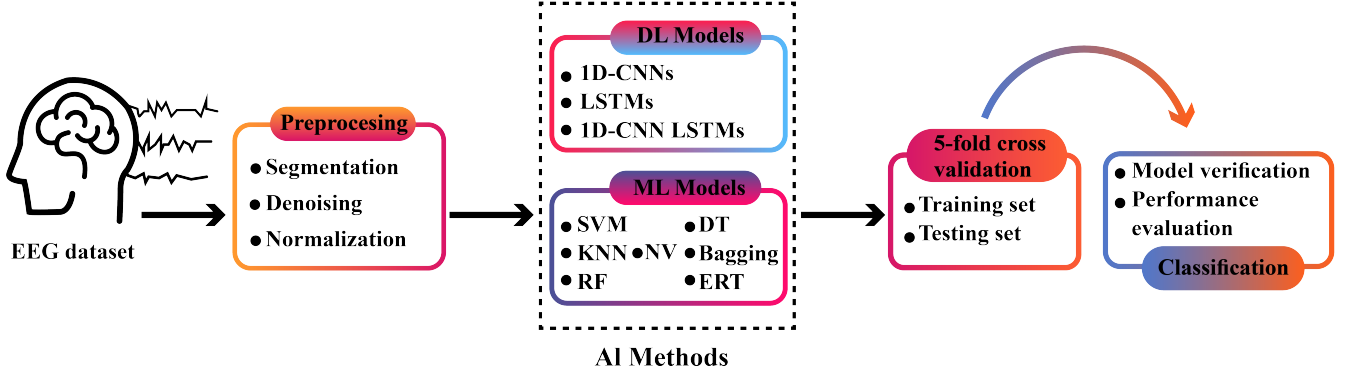 EEG dataset
Preprocesing
Segmentation
Denoising
Normalization
DL Models
1D-CNNs
LSTMs
1D-CNN LSTMs
ML Models
SVM
DT
KNN
NV
Bagging
RF
ERT
AI Methods
5-fold cross
validation
Training set
Testing set
Model verification
Performance
evaluation
Classification